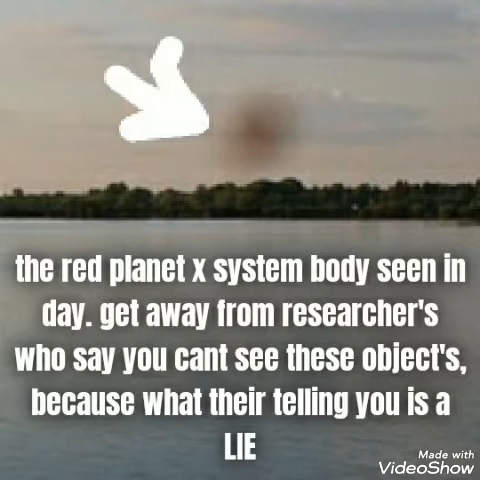 the red planet x system body seen in
day. get away from researcher's
who say you cant see these object's,
because what their telling you is a
LIE
Made with
VideoShow